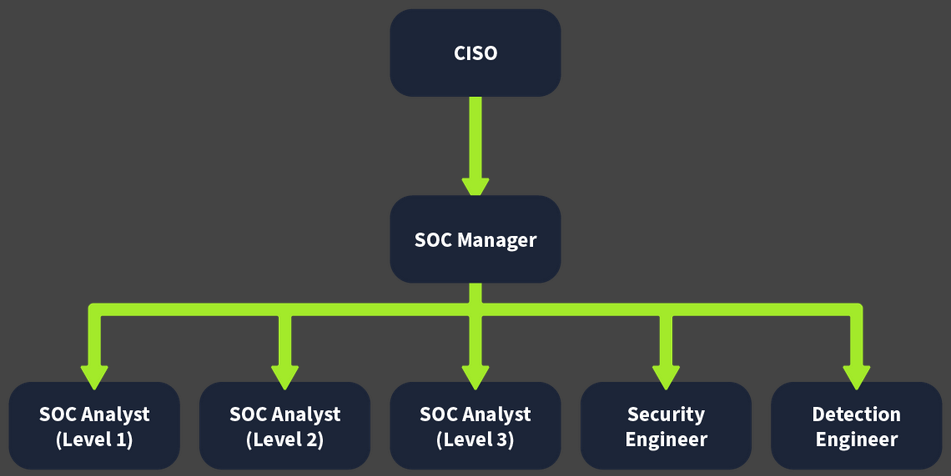 CISO
SOC Manager
SOC Analyst
(Level 1)
SOC Analyst
(Level 2)
SOC Analyst
(Level 3)
Security
Engineer
Detection
Engineer